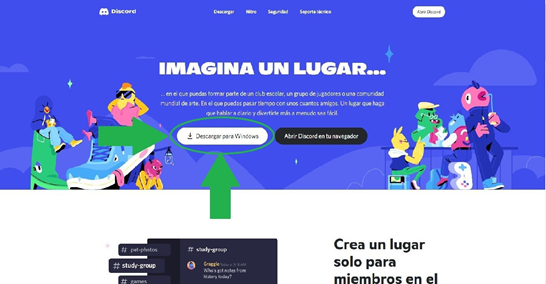 Discord
Descargar Nitro Seguridad Soporte técnico
Abrir Discord
IMAGINA UN LUGAR...
... en el que puedas formar parte de un club escolar, un grupo de jugadores o una comunidad
mundial de arte. En el que puedas pasar tiempo con unos cuantos amigos. Un lugar que haga
que hablar a diario y divertirte más a menudo sea fácil.
Descargar para Windows
Abrir Discord en tu navegador
# pet-photos
# study-group
# games
# study-group
Graggle
Who's got notes from
history today?
Crea un lugar
solo para
miembros en el